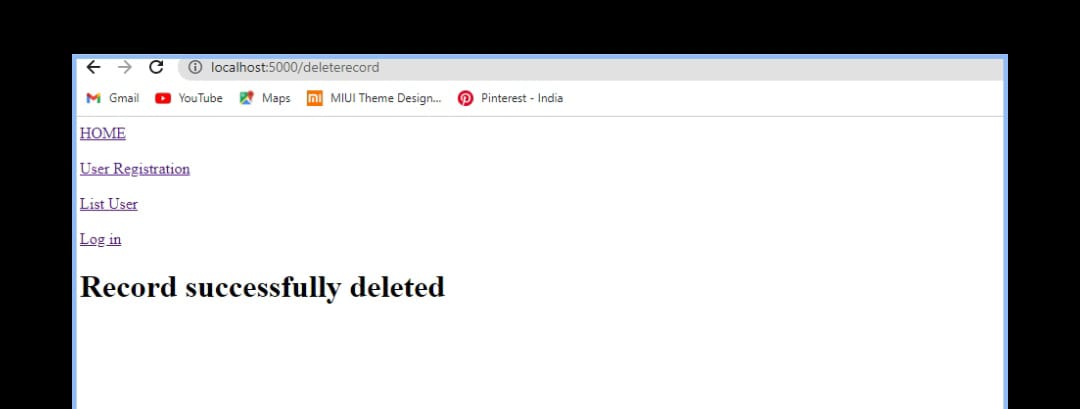 localhost:5000/deleterecord
Gmail YouTube mi MIUI Theme Design... Pinterest - India Maps
HOME
User Registration
List User
Log in
Record successfully deleted